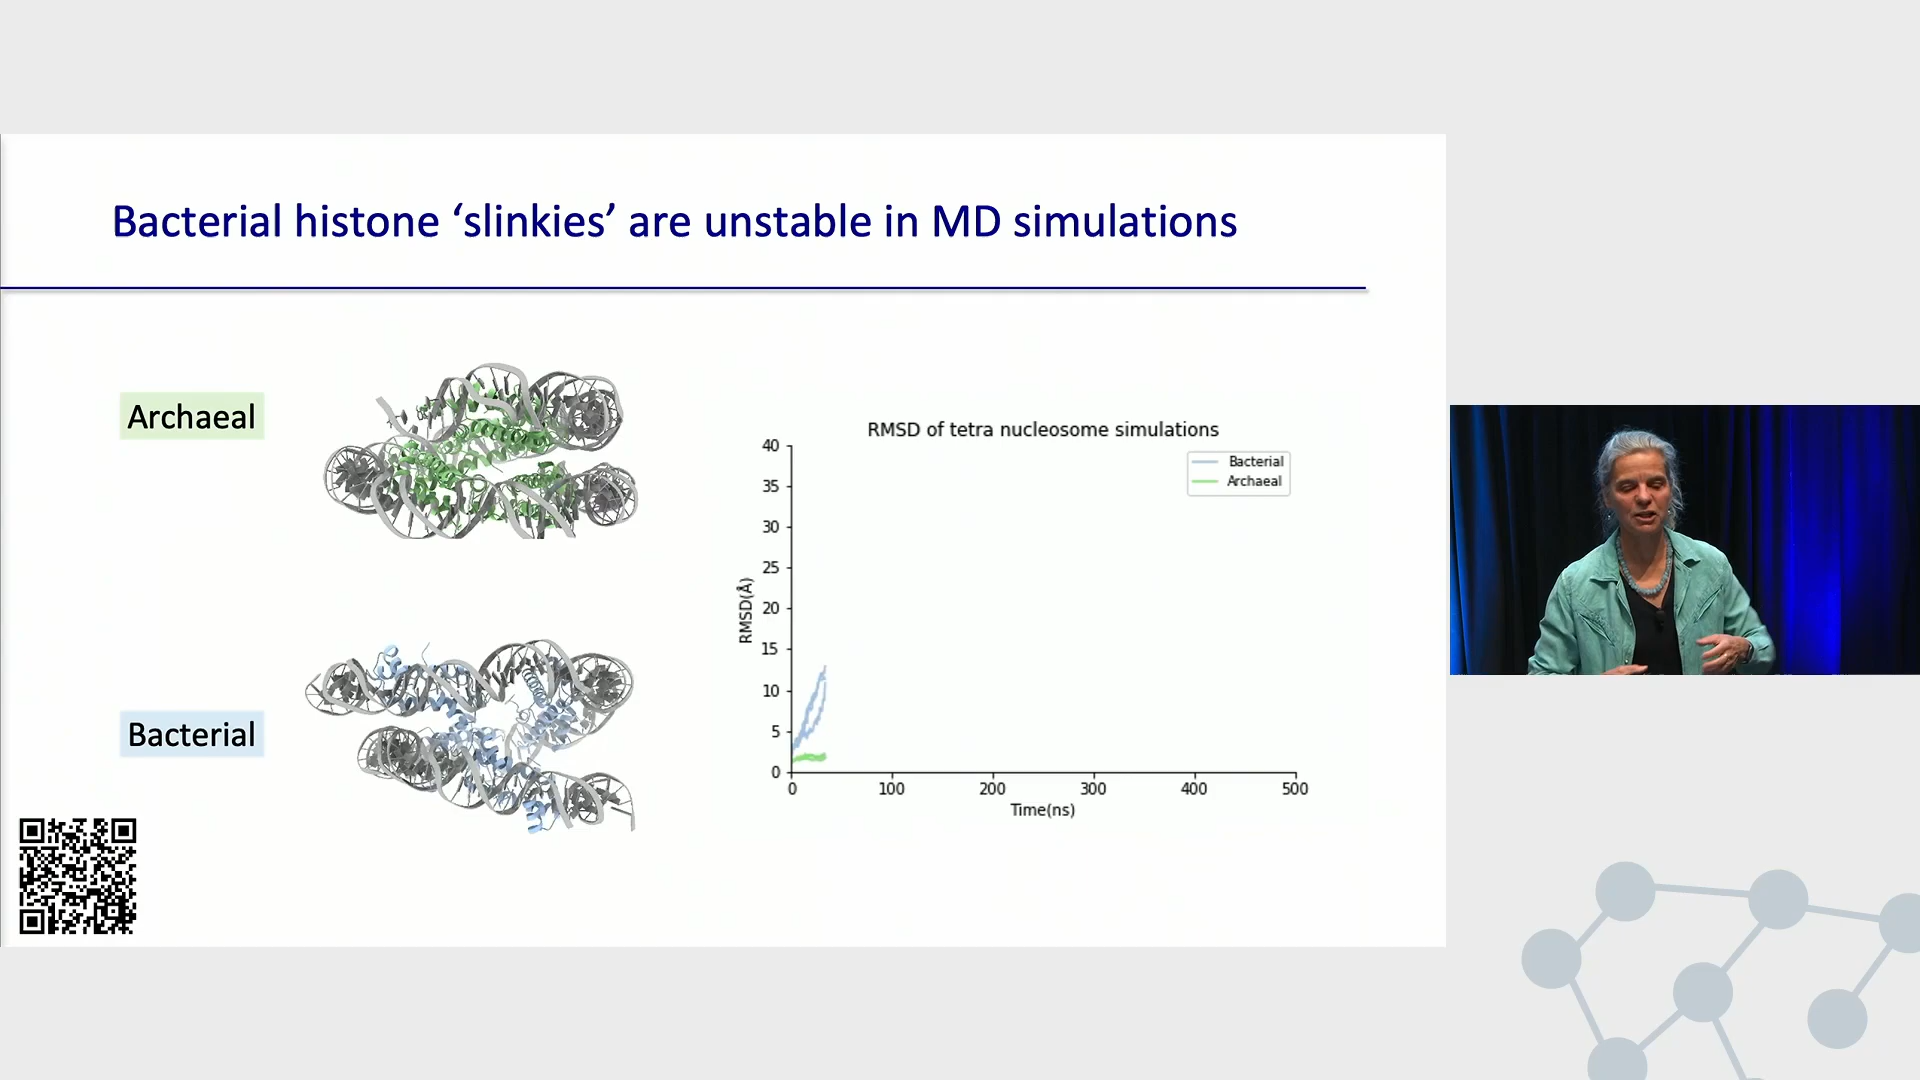 Bacterial histone ‘slinkies’ are unstable in MD simulations
Archaeal
Bacterial
RMSD of tetra nucleosome simulations
Bacterial
Archaeal
40
35
30
25
20
15
10
5
0
RMSD(Å)
0 100 200 300 400 500
Time(ns)